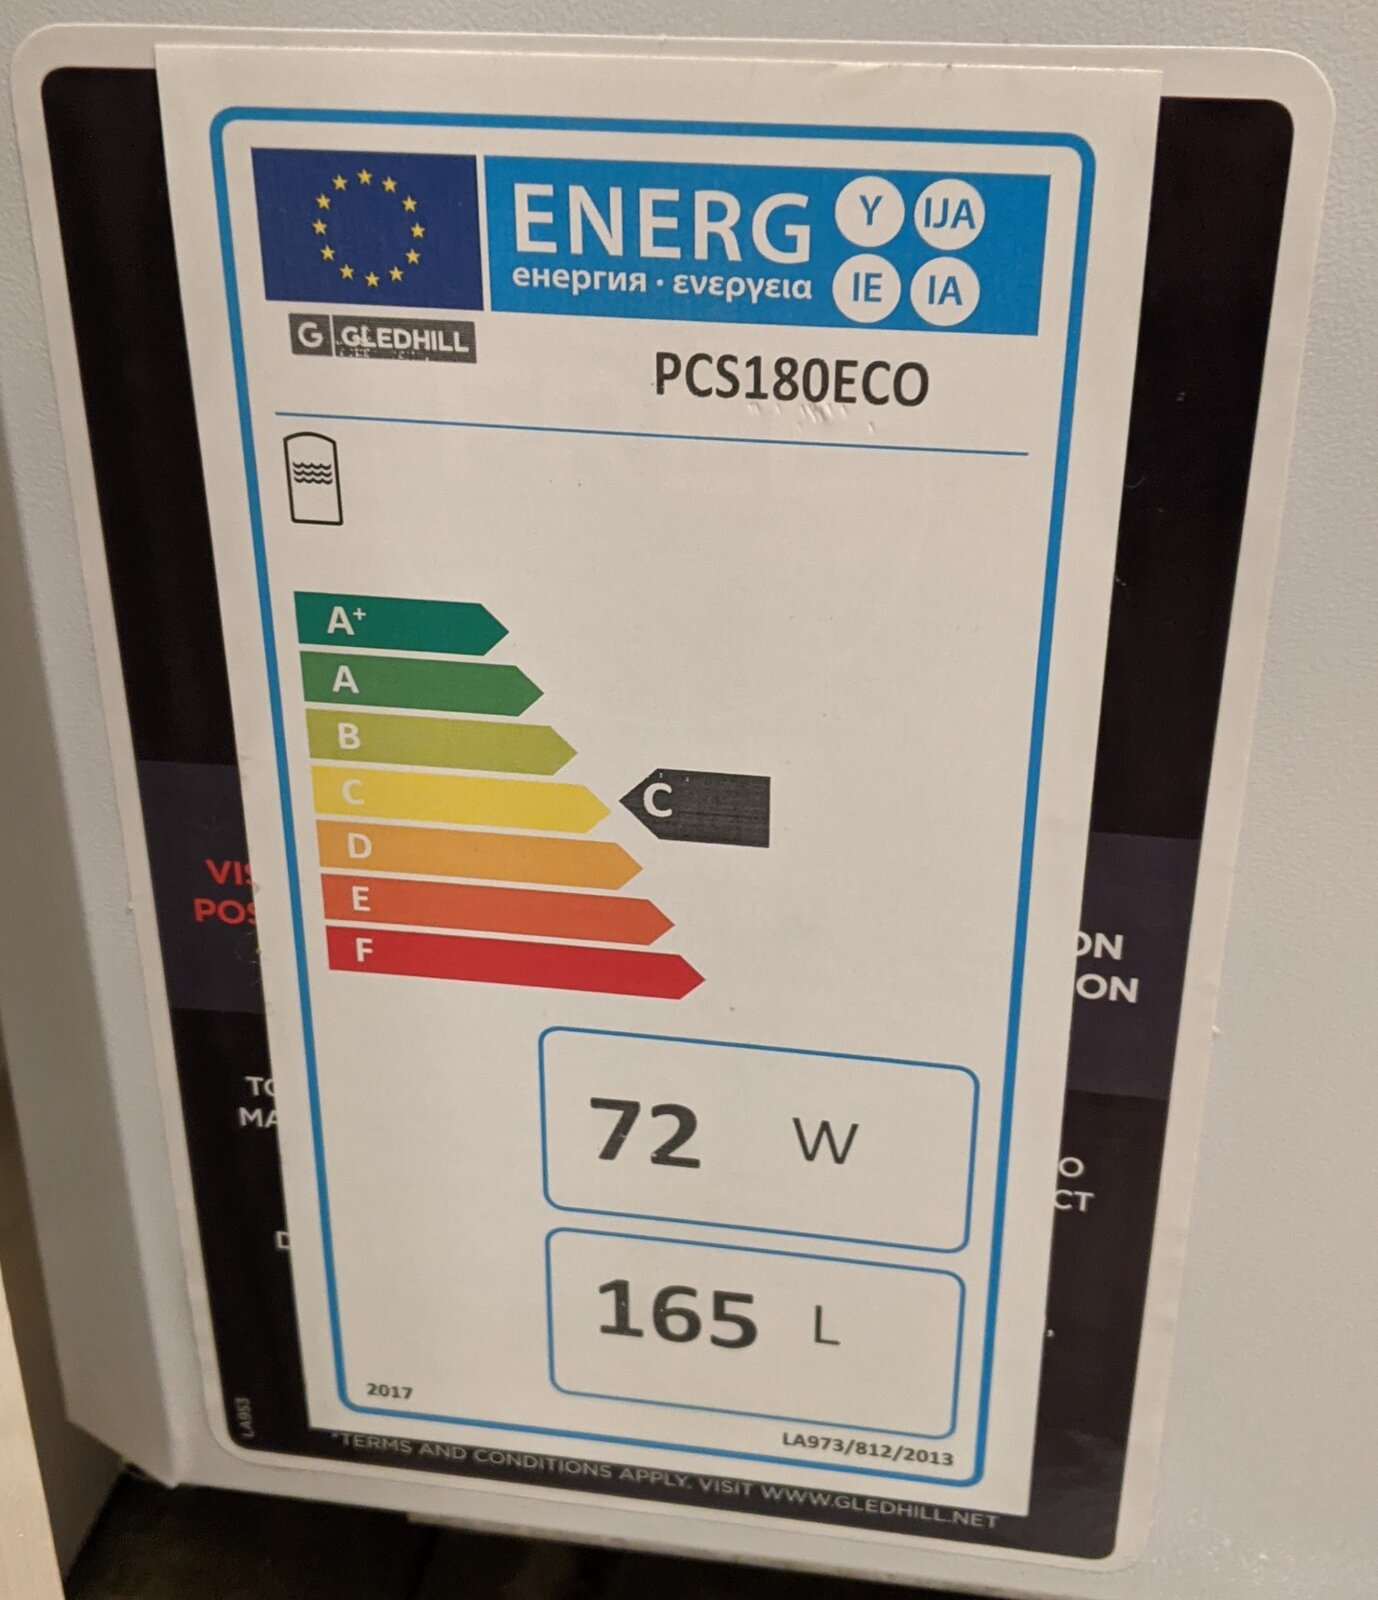 ENERG Y IJA
енергия · ενεργεια IE IA
G GLEDHILL
PCS180ECO
A+
A
B
C
C
D
E
F
72 W
165 L
2017
LA973/812/2013
LA953
*TERMS AND CONDITIONS APPLY. VISIT WWW.GLEDHILL.NET